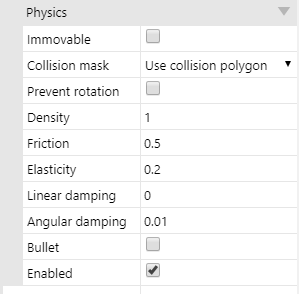 Physics
Immovable
Collision mask Use collision polygon
Prevent rotation
Density 1
Friction 0.5
Elasticity 0.2
Linear damping 0
Angular damping 0.01
Bullet
Enabled